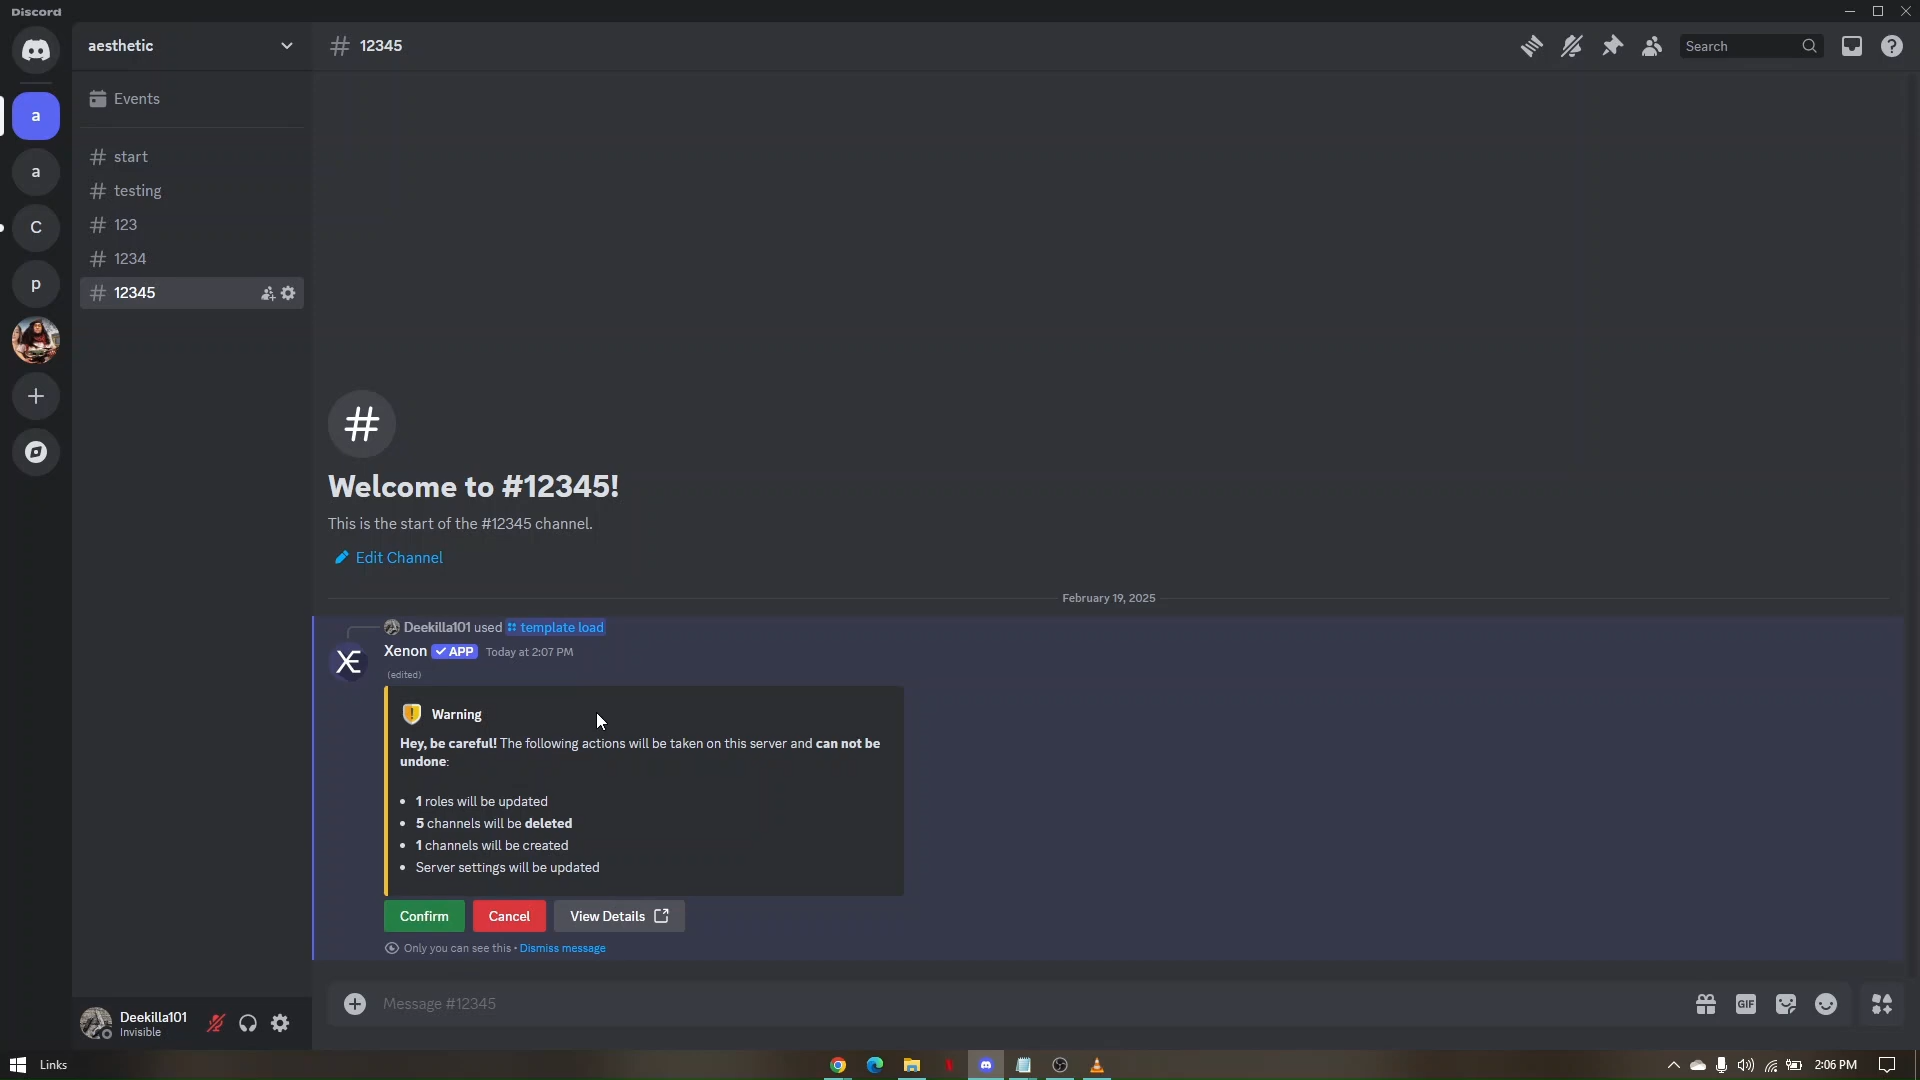 Discord
aesthetic
# 12345
Search
Events
a
# start
a
# testing
# 123
C
# 1234
p
# 12345
#
Welcome to #12345!
This is the start of the #12345 channel.
Edit Channel
February 19, 2025
Deekilla101 used template load
Xenon ✓ APP Today at 2:07 PM
(edited)
Warning
Hey, be careful! The following actions will be taken on this server and can not be
undone:
• 1 roles will be updated
• 5 channels will be deleted
• 1 channels will be created
• Server settings will be updated
Confirm Cancel View Details
Only you can see this • Dismiss message
Message #12345
GIF
Deekilla101
Invisible
Links
2:06 PM